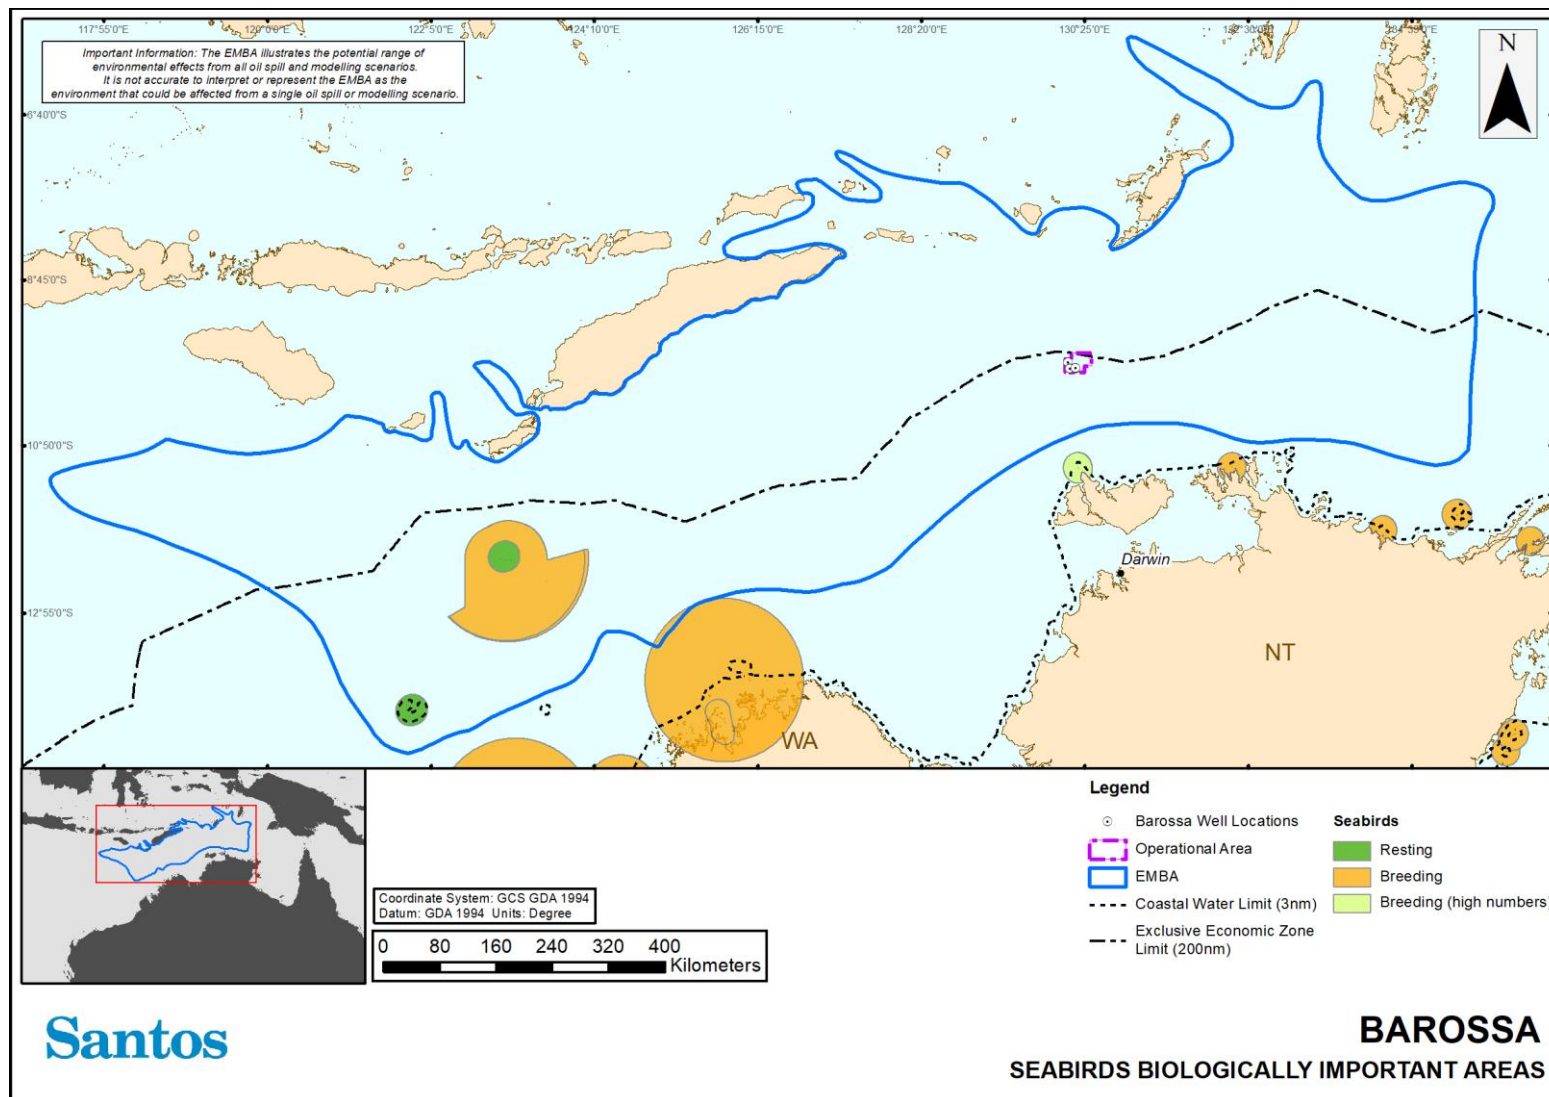 117°55'0"E
120°0'0"E
122°5'0"E
124°10'0"E
126°15'0"E
128°20'0"E
130°25'0"E
Important Information: The EMBA illustrates the potential range of
environmental effects from all oil spill and modelling scenarios.
It is not accurate to interpret or represent the EMBA as the
environment that could be affected from a single oil spill or modelling scenario.
N
6°40'0"S
8°45'0"S
10°50'0"S
12°55'0"S
Darwin
NT
WA
Legend
Barossa Well Locations
Operational Area
EMBA
Coastal Water Limit (3nm)
Exclusive Economic Zone
Limit (200nm)
Seabirds
Resting
Breeding
Breeding (high numbers)
Coordinate System: GCS GDA 1994
Datum: GDA 1994 Units: Degree
0 80 160 240 320 400
Kilometers
Santos
BAROSSA
SEABIRDS BIOLOGICALLY IMPORTANT AREAS